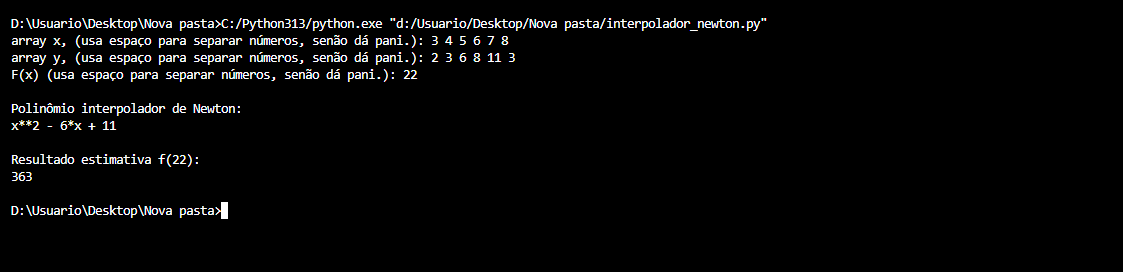 D:\Usuario\Desktop\Nova pasta>C:/Python313/python.exe "d:/Usuario/Desktop/Nova pasta/interpolador_newton.py"
array x, (usa espaço para separar números, senão dá pani.): 3 4 5 6 7 8
array y, (usa espaço para separar números, senão dá pani.): 2 3 6 8 11 3
F(x) (usa espaço para separar números, senão dá pani.): 22
Polinômio interpolador de Newton:
x**2 - 6*x + 11
Resultado estimativa f(22):
363
D:\Usuario\Desktop\Nova pasta>